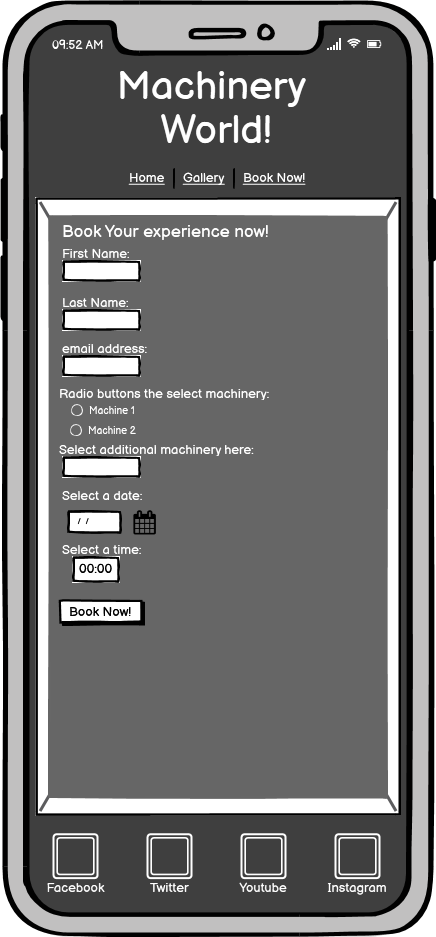 09:52 AM
Machinery
World!
Home Gallery Book Now!
Book Your experience now!
First Name:
Last Name:
email address:
Radio buttons the select machinery:
Machine 1
Machine 2
Select additional machinery here:
Select a date:
/ /
Select a time:
00:00
Book Now!
Facebook Twitter Youtube Instagram